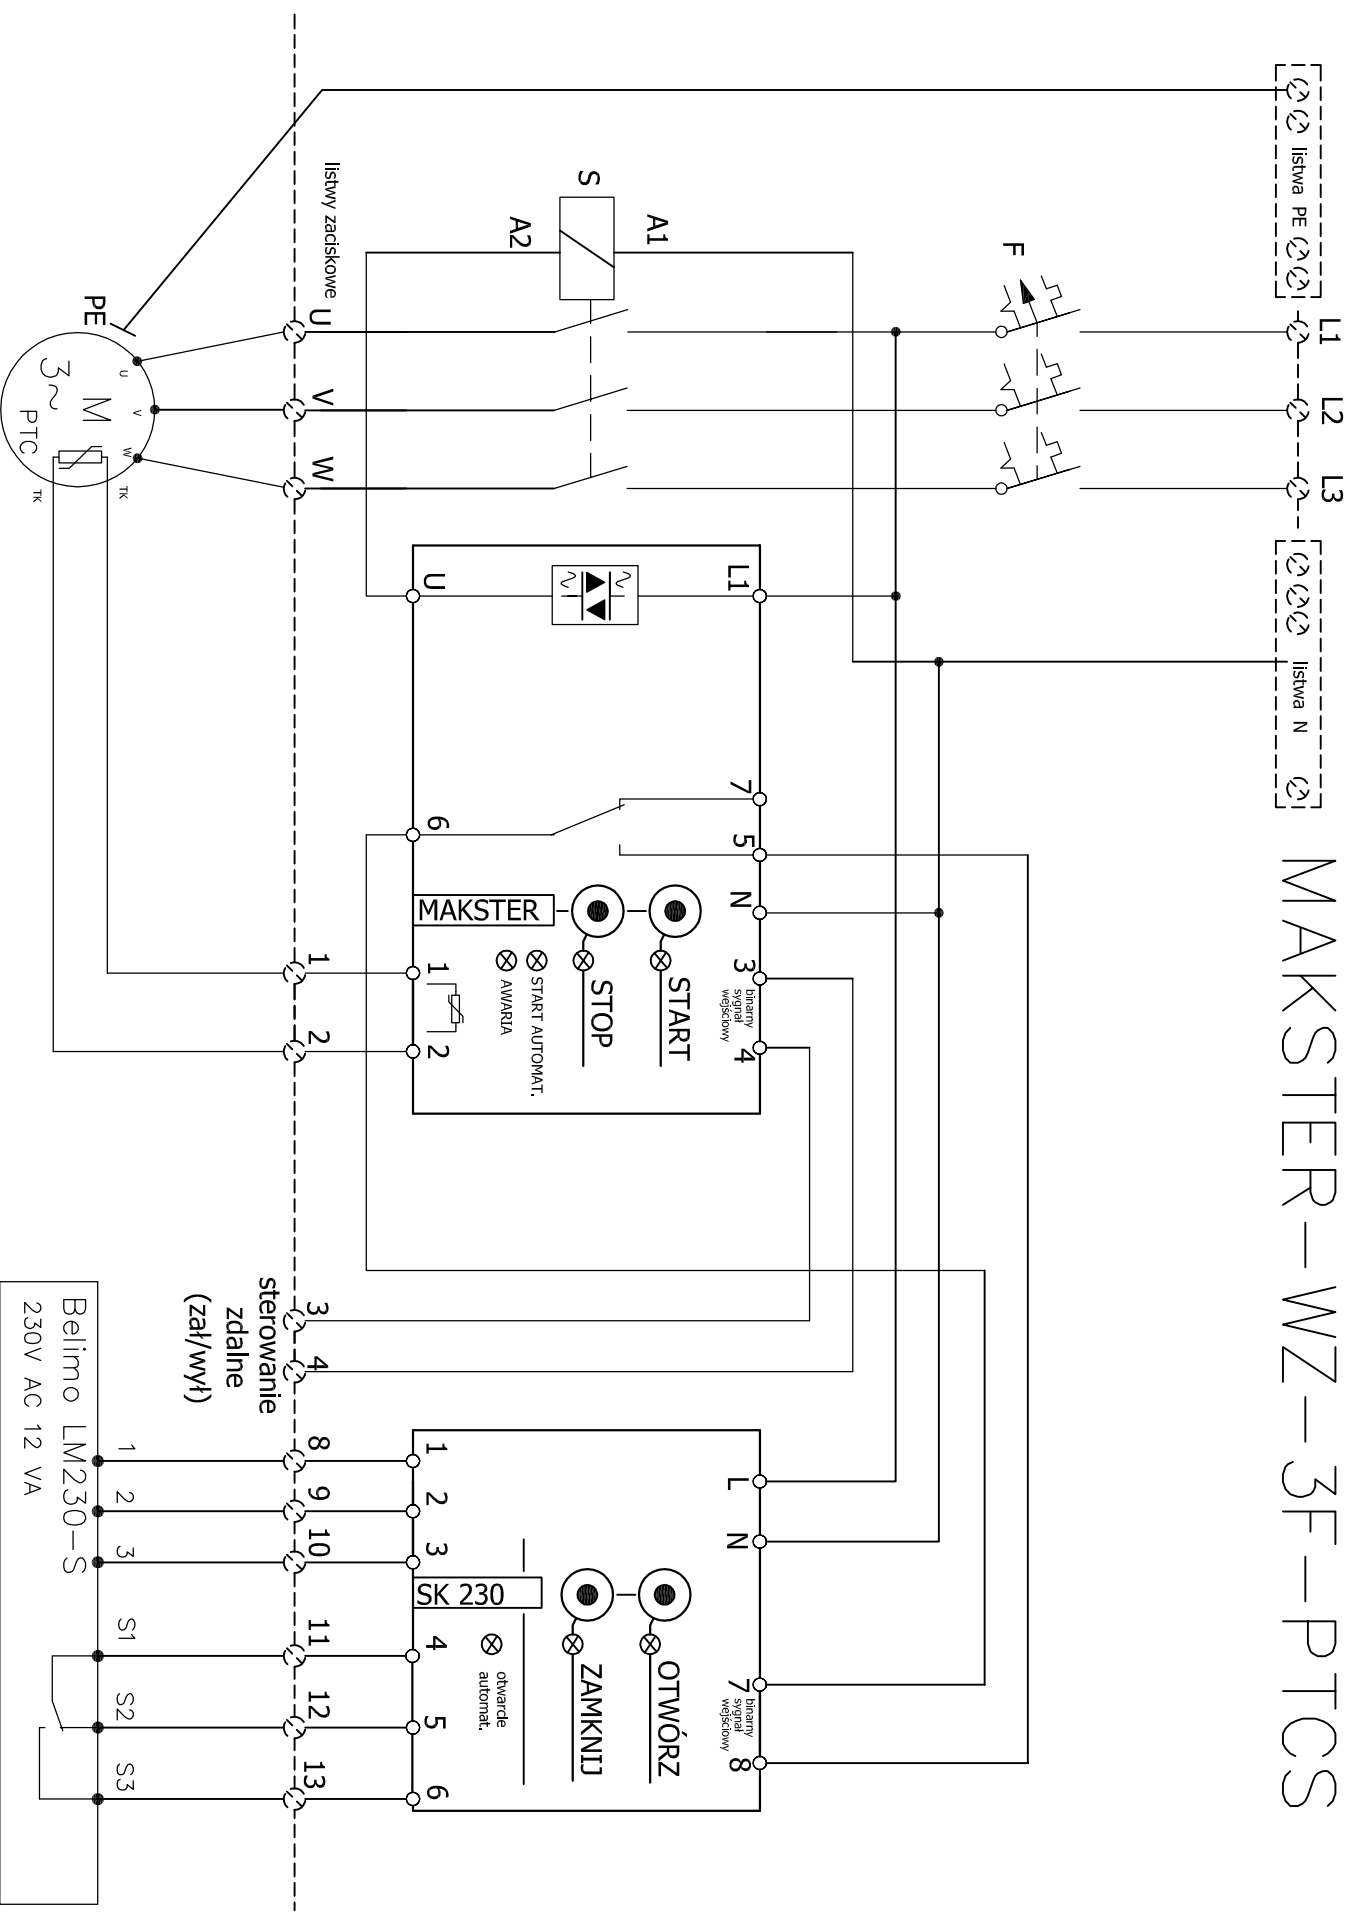 MAKSTER-WZ-3F-PTCS
listwa PE
L1
L2
L3
listwa N
F
S
A1
A2
L1
7
5
N
3
4
binarny
sygnał
wejściowy
START
STOP
START AUTOMAT.
AWARIA
MAKSTER
U
6
1
2
L
N
7
8
binarny
sygnał
wejściowy
OTWÓRZ
ZAMKNIJ
otwarcie
automat.
SK 230
1
2
3
4
5
6
listwy zaciskowe
U
V
W
1
2
3
4
8
9
10
11
12
13
sterowanie
zdalne
(zał/wył)
PE
U
V
W
M
3~
PTC
TK
TK
1
2
3
S1
S2
S3
Belimo LM230-S
230V AC 12 VA